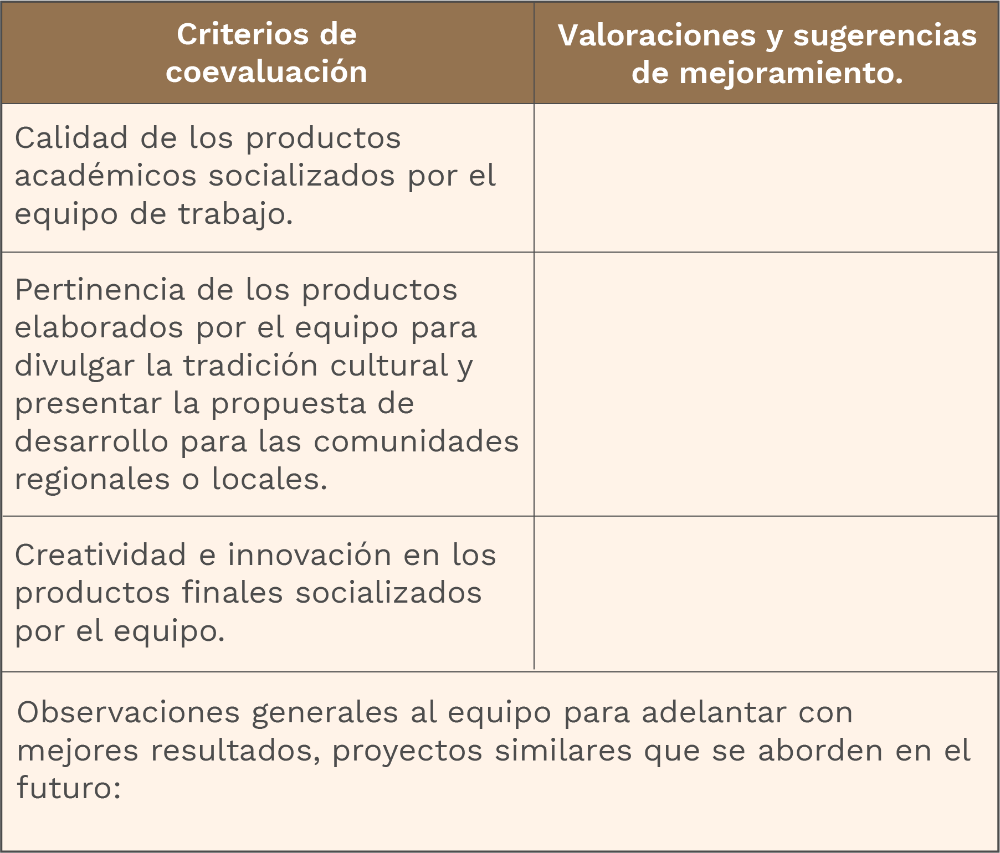 Criterios de
coevaluación
Valoraciones y sugerencias
de mejoramiento.
Calidad de los productos
académicos socializados por el
equipo de trabajo.
Pertinencia de los productos
elaborados por el equipo para
divulgar la tradición cultural y
presentar la propuesta de
desarrollo para las comunidades
regionales o locales.
Creatividad e innovación en los
productos finales socializados
por el equipo.
Observaciones generales al equipo para adelantar con
mejores resultados, proyectos similares que se aborden en el
futuro: